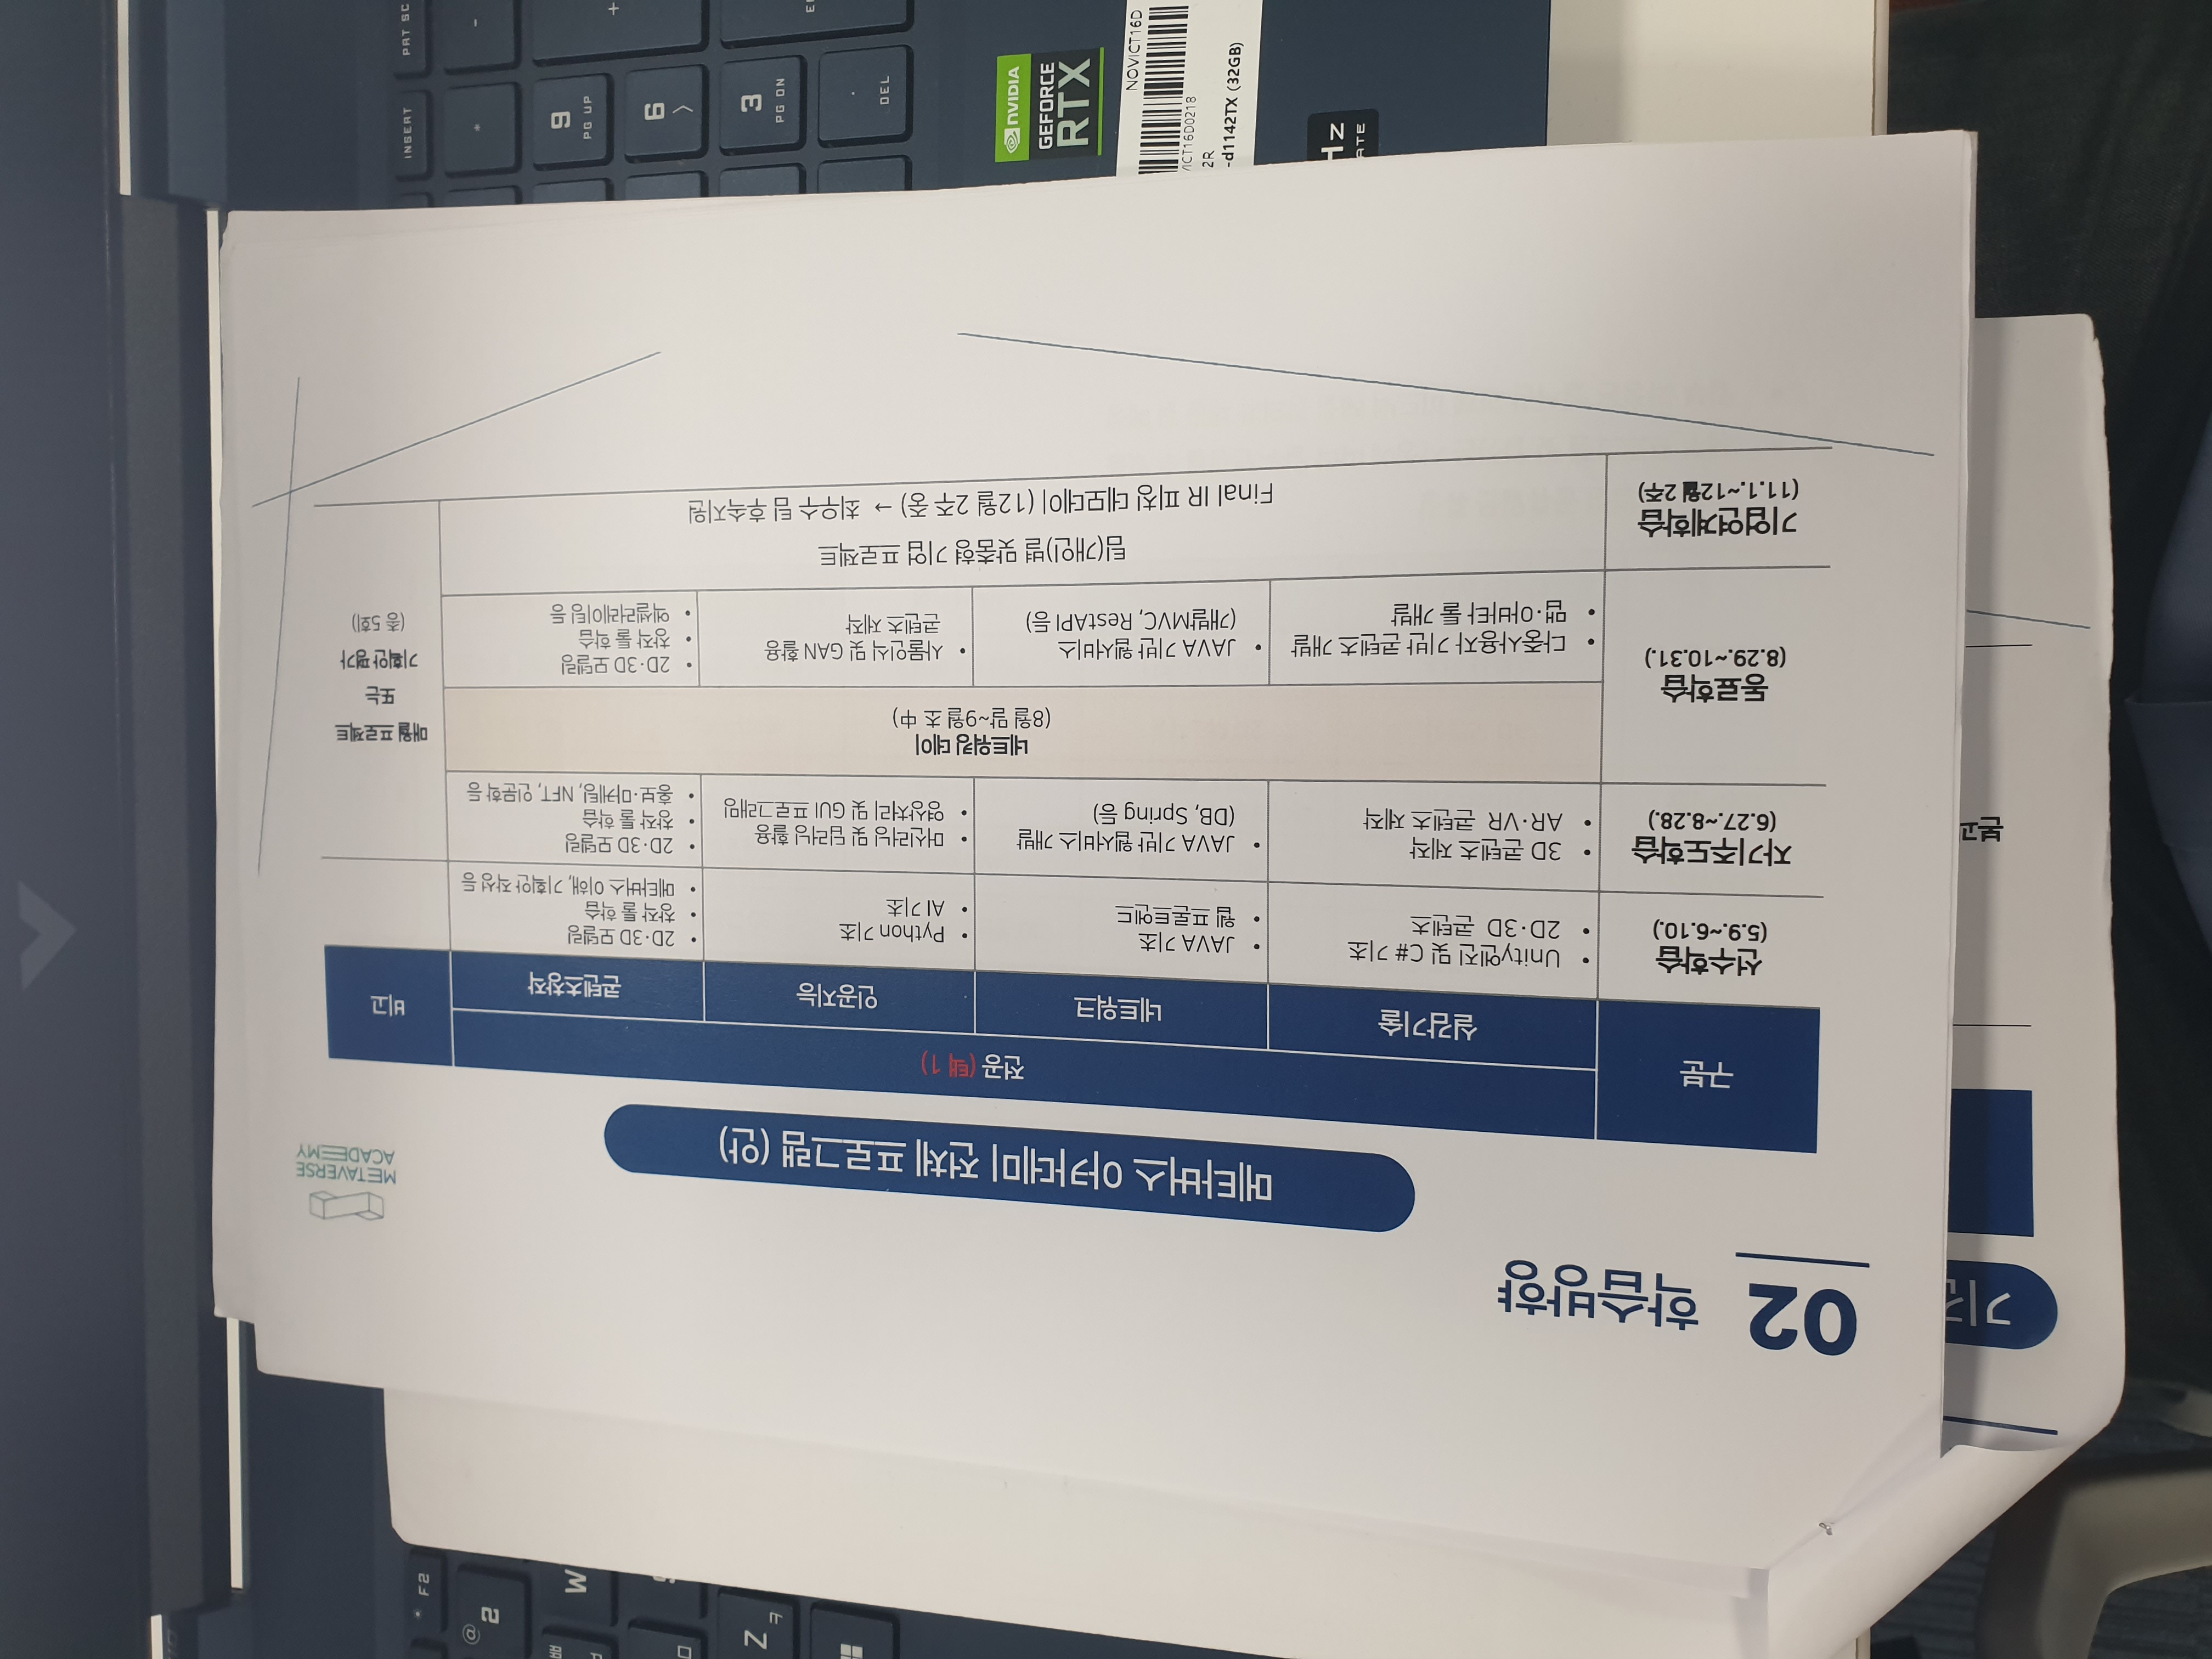 02 학습방향
METAVERSE
ACADEMY
메타버스 아카데미 전체 프로그램 (안)
구분
전공 (택 1)
비고
실감기술
네트워크
인공지능
콘텐츠창작
선수학습
(5.9.~6.10.)
• Unity엔진 및 C# 기초
• 2D·3D 콘텐츠
• JAVA 기초
• 웹 프론트엔드
• Python 기초
• AI 기초
• 2D·3D 모델링
• 창작 툴 학습
• 메타버스 이해, 기획안 작성 등
자기주도학습
(6.27.~8.28.)
• 3D 콘텐츠 제작
• AR·VR 콘텐츠 제작
• JAVA 기반 웹서비스 개발
(DB, Spring 등)
• 머신러닝 및 딥러닝 활용
• 영상처리 및 GUI 프로그래밍
• 2D·3D 모델링
• 창작 툴 학습
• 홍보·마케팅, NFT, 인문학 등
매월 프로젝트
또는
기획안 평가
(총 5회)
동료학습
(8.29.~10.31.)
네트워킹 데이
(8월 말~9월 초 中)
• 다중사용자 기반 콘텐츠 개발
• 맵·아바타 툴 개발
• JAVA 기반 웹서비스
(개발MVC, RestAPI 등)
• 사물인식 및 GAN 활용
콘텐츠 제작
• 2D·3D 모델링
• 창작 툴 학습
• 엑셀러레이팅 등
기업연계학습
(11.1.~12월 2주)
팀(개인)별 맞춤형 기업 프로젝트
Final IR 피칭 데모데이 (12월 2주 중) → 최우수 팀 후속지원
본고
F2
@
2
W
Z
ㅋ
ㅁ
INSERT
PRT SC
*
-
9
PG UP
+
6
3
PG DN
.
DEL
NVIDIA
GEFORCE
RTX
NOVICT16D
VICT16D0218
2R
-d1142TX (32GB)
Hz
ATE